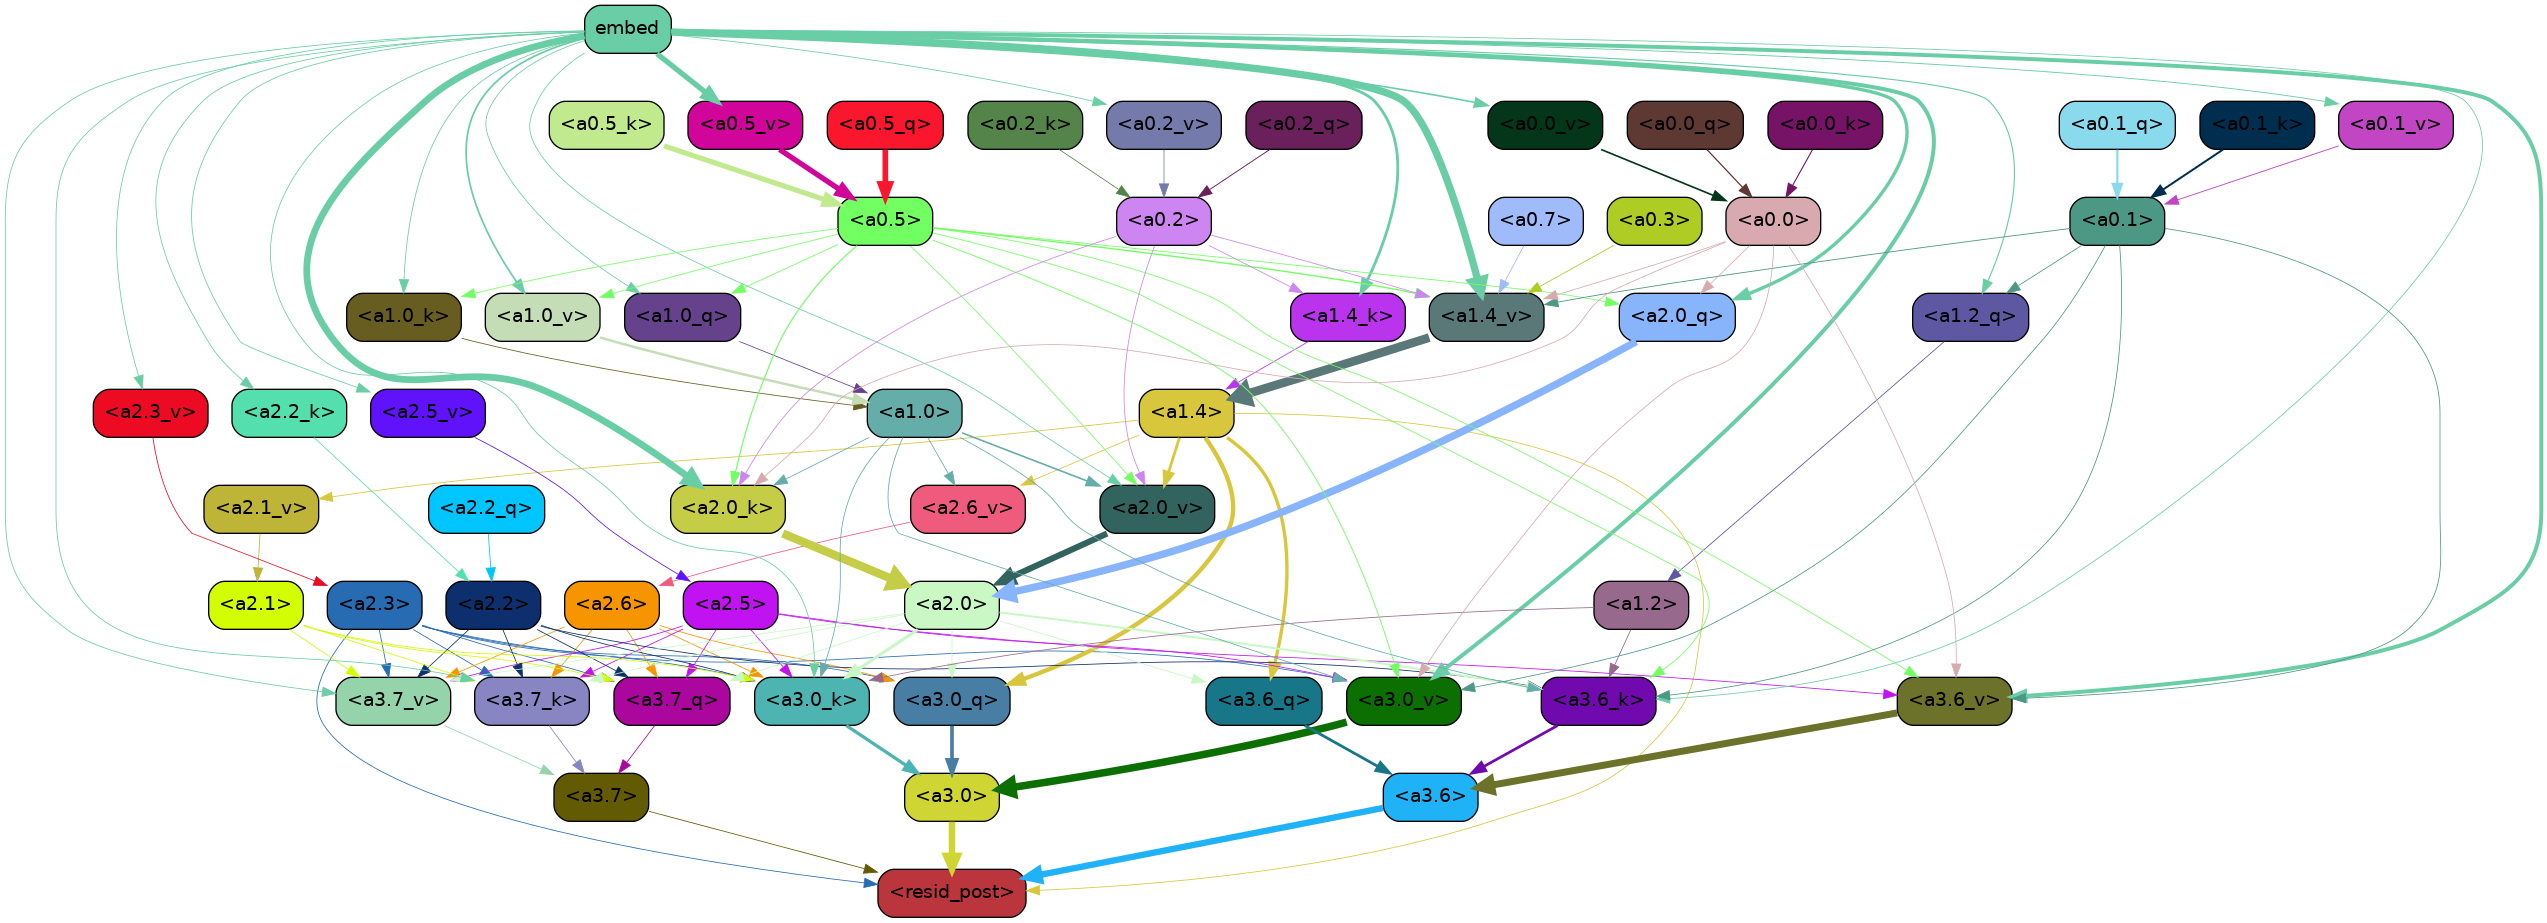 embed
<a0.5_k>
<a0.5_v>
<a0.5_q>
<a0.2_k>
<a0.2_v>
<a0.2_q>
<a0.0_v>
<a0.0_q>
<a0.0_k>
<a0.1_q>
<a0.1_k>
<a0.1_v>
<a0.5>
<a0.2>
<a0.7>
<a0.3>
<a0.0>
<a0.1>
<a1.0_k>
<a1.0_v>
<a1.0_q>
<a1.4_k>
<a1.4_v>
<a2.0_q>
<a1.2_q>
<a2.3_v>
<a2.2_k>
<a2.5_v>
<a1.0>
<a1.4>
<a2.1_v>
<a2.2_q>
<a2.0_k>
<a2.6_v>
<a2.0_v>
<a2.1>
<a2.3>
<a2.2>
<a2.6>
<a2.5>
<a2.0>
<a1.2>
<a3.7_v>
<a3.7_k>
<a3.7_q>
<a3.0_k>
<a3.0_q>
<a3.6_q>
<a3.0_v>
<a3.6_k>
<a3.6_v>
<a3.7>
<a3.0>
<a3.6>
<resid_post>